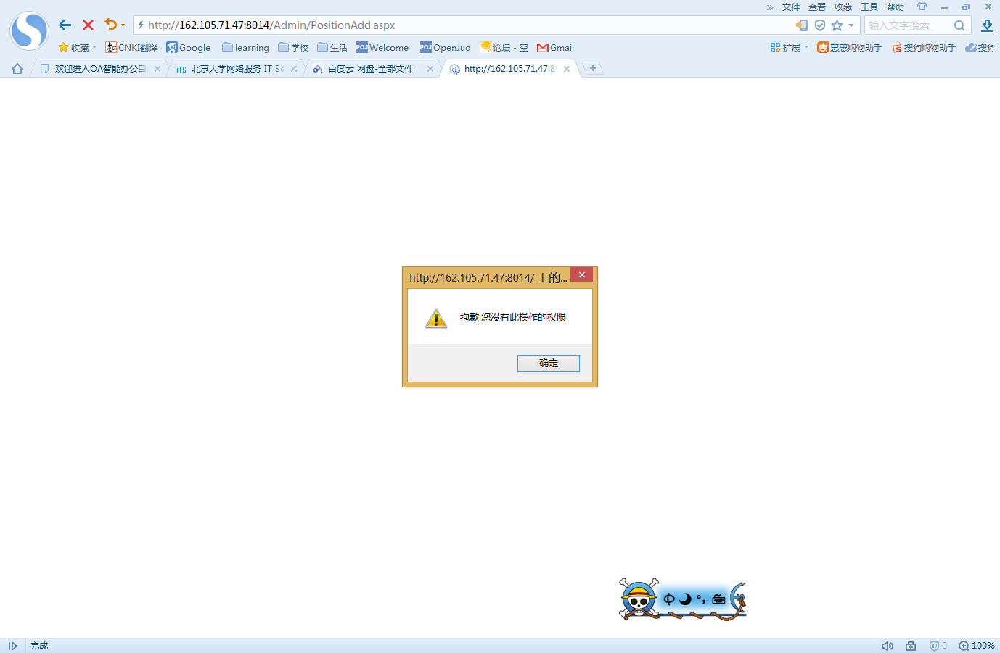 文件 查看 收藏 工具 帮助
http://162.105.71.47:8014/Admin/PositionAdd.aspx
输入文字搜索
收藏 CNKI翻译 Google learning 学校 生活 POJ Welcome POJ OpenJud 论坛 - 空 Gmail
扩展 惠惠购物助手 搜狗购物助手 搜狗
欢迎进入OA智能办公自 iTS 北京大学网络服务 IT Se 百度云 网盘-全部文件 http://162.105.71.47:8
http://162.105.71.47:8014/ 上的...
抱歉!您没有此操作的权限
确定
中
完成
0 100%